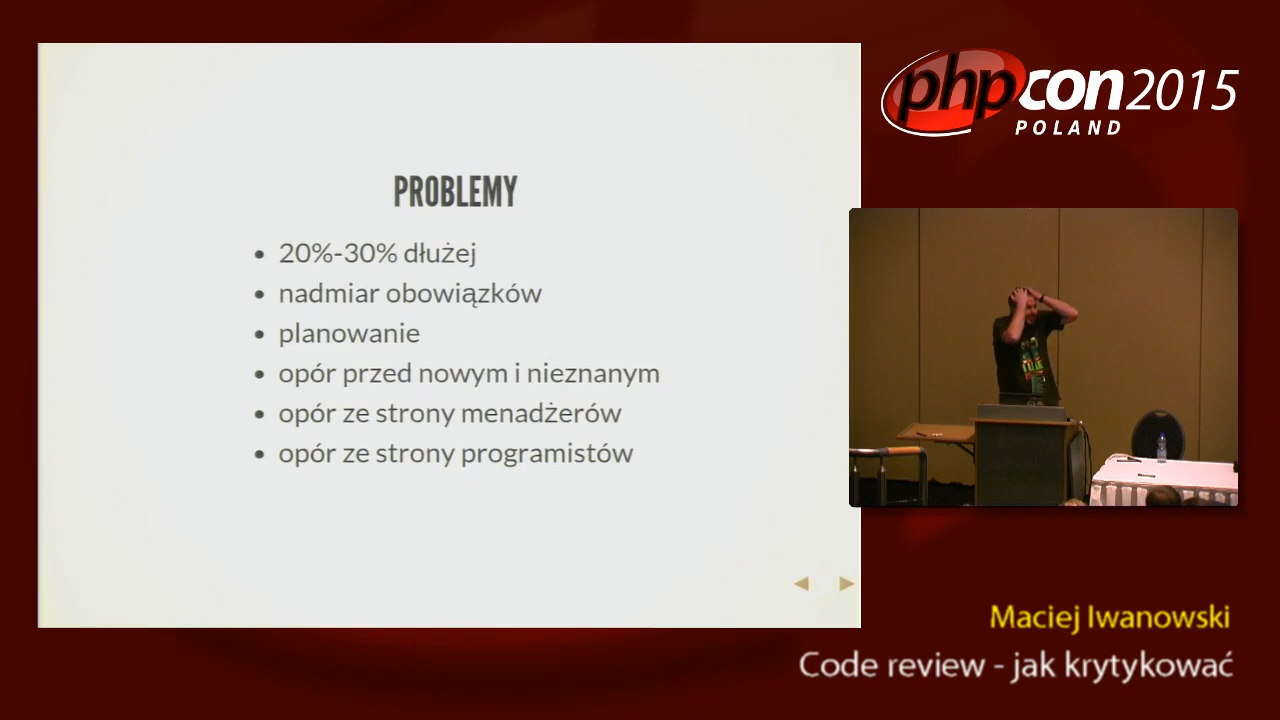 PROBLEMY
20%-30% dłużej
nadmiar obowiązków
planowanie
opór przed nowym i nieznanym
opór ze strony menadżerów
opór ze strony programistów
phpcon2015
POLAND
Maciej Iwanowski
Code review - jak krytykować